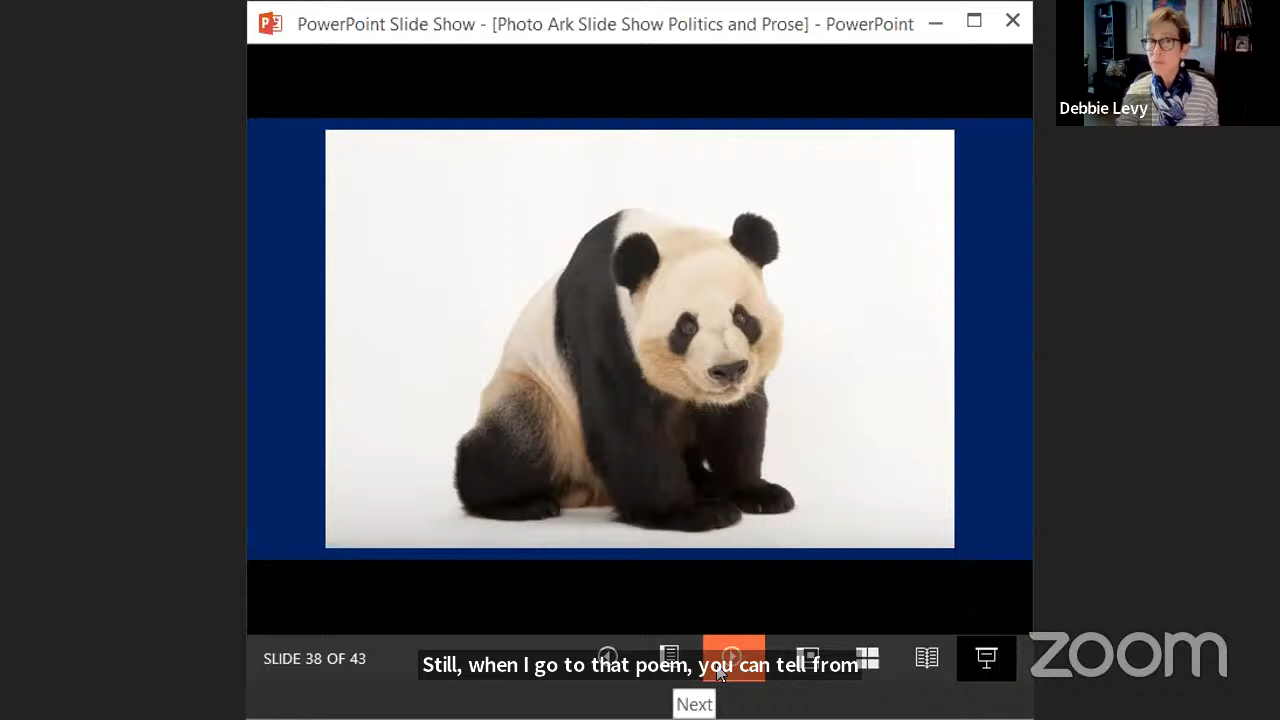 PowerPoint Slide Show - [Photo Ark Slide Show Politics and Prose] - PowerPoint
Debbie Levy
SLIDE 38 OF 43
Still, when I go to that poem, you can tell from
zoom
Next